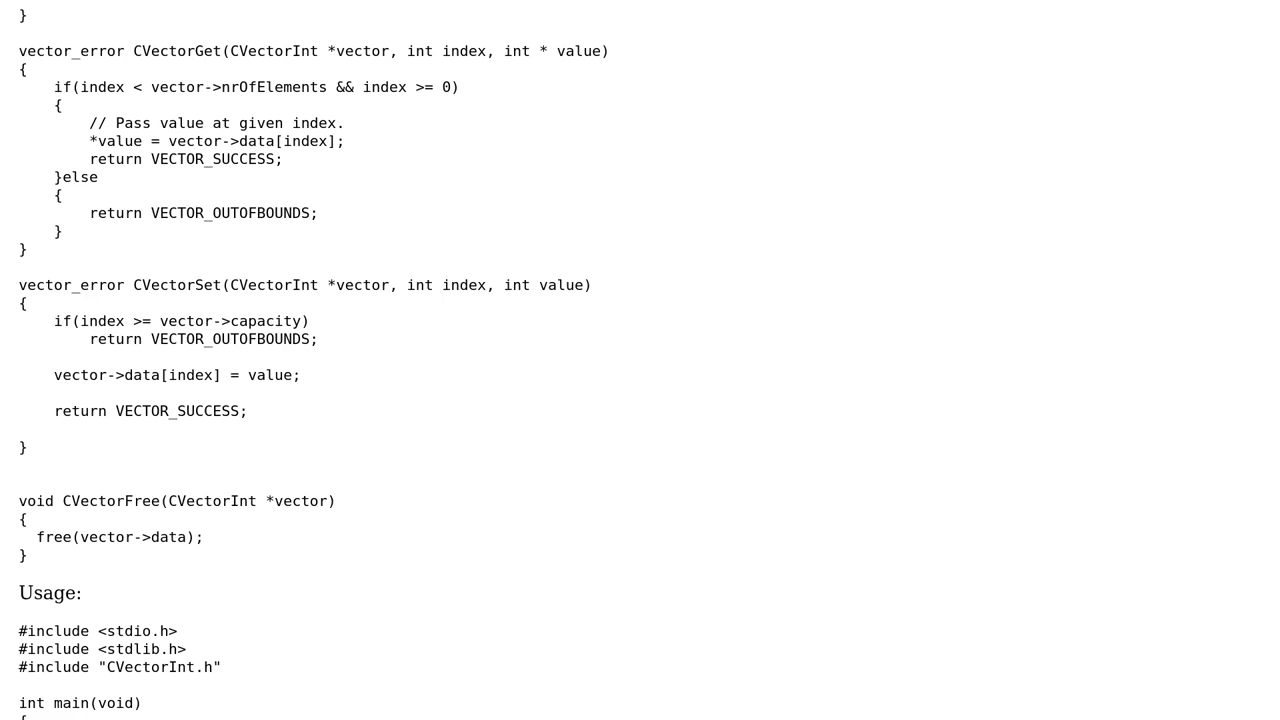 }

vector_error CVectorGet(CVectorInt *vector, int index, int * value)
{
    if(index < vector->nrOfElements && index >= 0)
    {
        // Pass value at given index.
        *value = vector->data[index];
        return VECTOR_SUCCESS;
    }else
    {
        return VECTOR_OUTOFBOUNDS;
    }
}

vector_error CVectorSet(CVectorInt *vector, int index, int value)
{
    if(index >= vector->capacity)
        return VECTOR_OUTOFBOUNDS;

    vector->data[index] = value;

    return VECTOR_SUCCESS;

}


void CVectorFree(CVectorInt *vector)
{
  free(vector->data);
}

Usage:

#include <stdio.h>
#include <stdlib.h>
#include "CVectorInt.h"

int main(void)
{